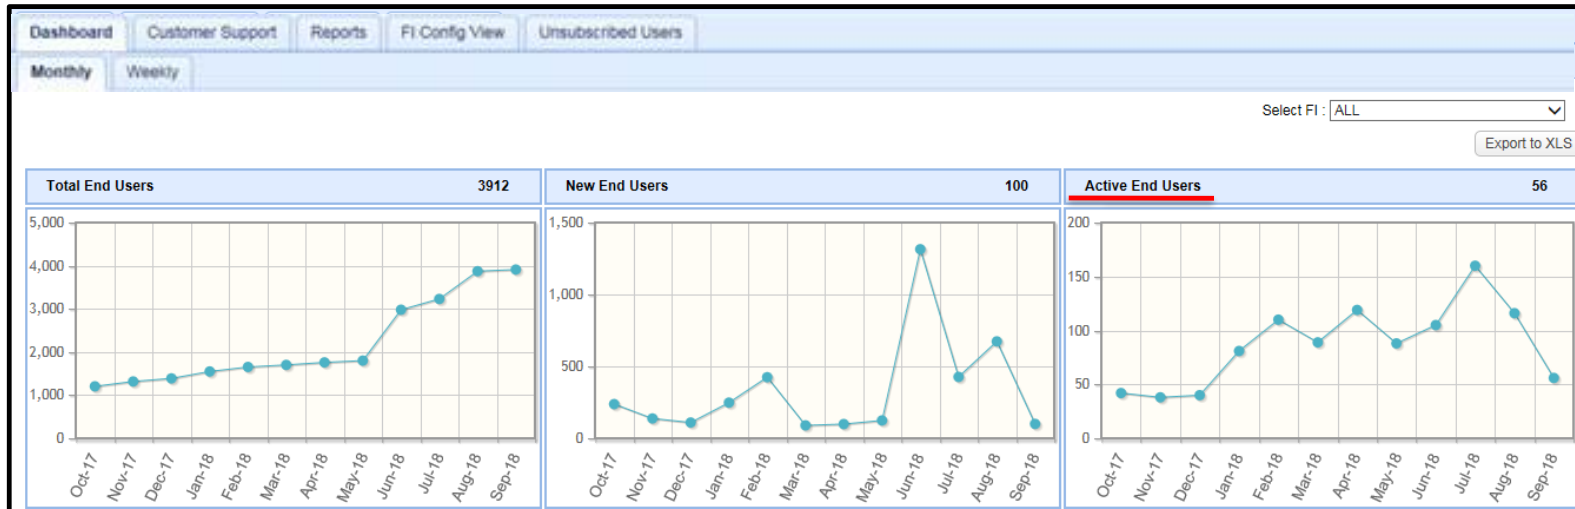 Dashboard Customer Support Reports FI Config View Unsubscribed Users
Monthly Weekly
Select FI : ALL
Export to XLS
Total End Users 3912
New End Users 100
Active End Users 56
5,000
4,000
3,000
2,000
1,000
0
Oct-17 Nov-17 Dec-17 Jan-18 Feb-18 Mar-18 Apr-18 May-18 Jun-18 Jul-18 Aug-18 Sep-18
1,500
1,000
500
0
Oct-17 Nov-17 Dec-17 Jan-18 Feb-18 Mar-18 Apr-18 May-18 Jun-18 Jul-18 Aug-18 Sep-18
200
150
100
50
0
Oct-17 Nov-17 Dec-17 Jan-18 Feb-18 Mar-18 Apr-18 May-18 Jun-18 Jul-18 Aug-18 Sep-18